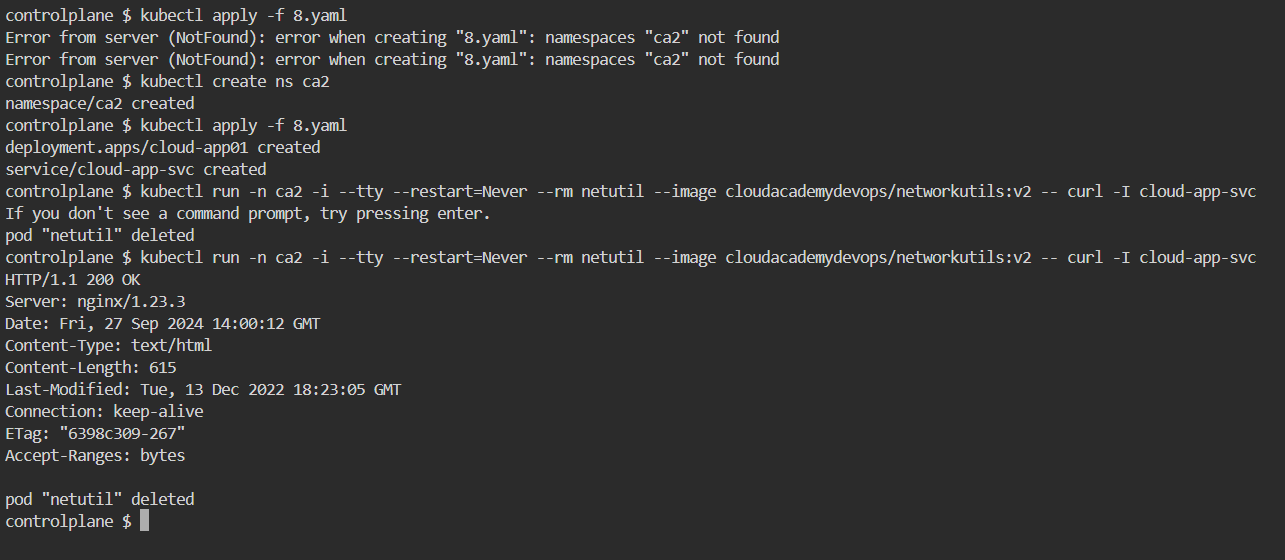 controlplane $ kubectl apply -f 8.yaml
Error from server (NotFound): error when creating "8.yaml": namespaces "ca2" not found
Error from server (NotFound): error when creating "8.yaml": namespaces "ca2" not found
controlplane $ kubectl create ns ca2
namespace/ca2 created
controlplane $ kubectl apply -f 8.yaml
deployment.apps/cloud-app01 created
service/cloud-app-svc created
controlplane $ kubectl run -n ca2 -i --tty --restart=Never --rm netutil --image cloudacademydevops/networkutils:v2 -- curl -I cloud-app-svc
If you don't see a command prompt, try pressing enter.
pod "netutil" deleted
controlplane $ kubectl run -n ca2 -i --tty --restart=Never --rm netutil --image cloudacademydevops/networkutils:v2 -- curl -I cloud-app-svc
HTTP/1.1 200 OK
Server: nginx/1.23.3
Date: Fri, 27 Sep 2024 14:00:12 GMT
Content-Type: text/html
Content-Length: 615
Last-Modified: Tue, 13 Dec 2022 18:23:05 GMT
Connection: keep-alive
ETag: "6398c309-267"
Accept-Ranges: bytes
pod "netutil" deleted
controlplane $